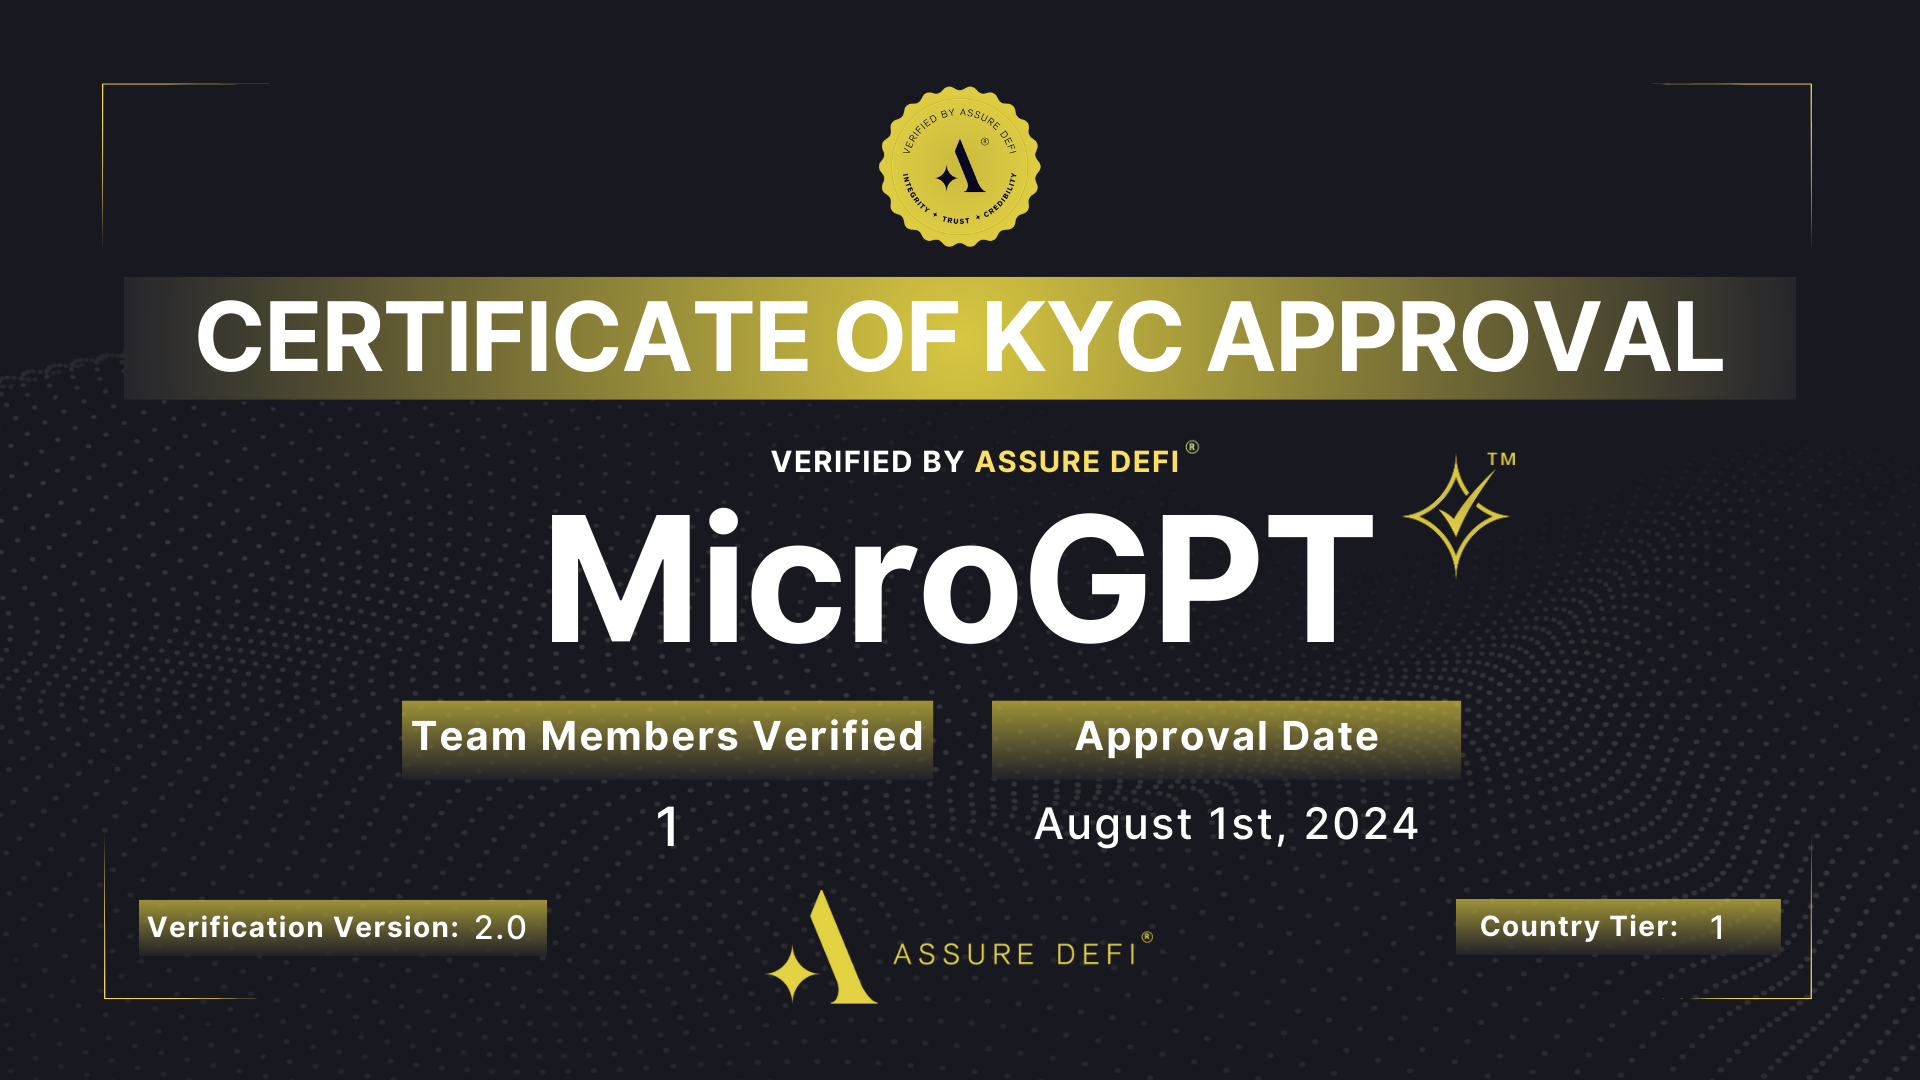 VERIFIED BY ASSURE DEFI
®
INTEGRITY ✦ TRUST ✦ CREDIBILITY
CERTIFICATE OF KYC APPROVAL
VERIFIED BY ASSURE DEFI®
MicroGPT
TM
Team Members Verified
Approval Date
1
August 1st, 2024
Verification Version: 2.0
ASSURE DEFI®
Country Tier: 1